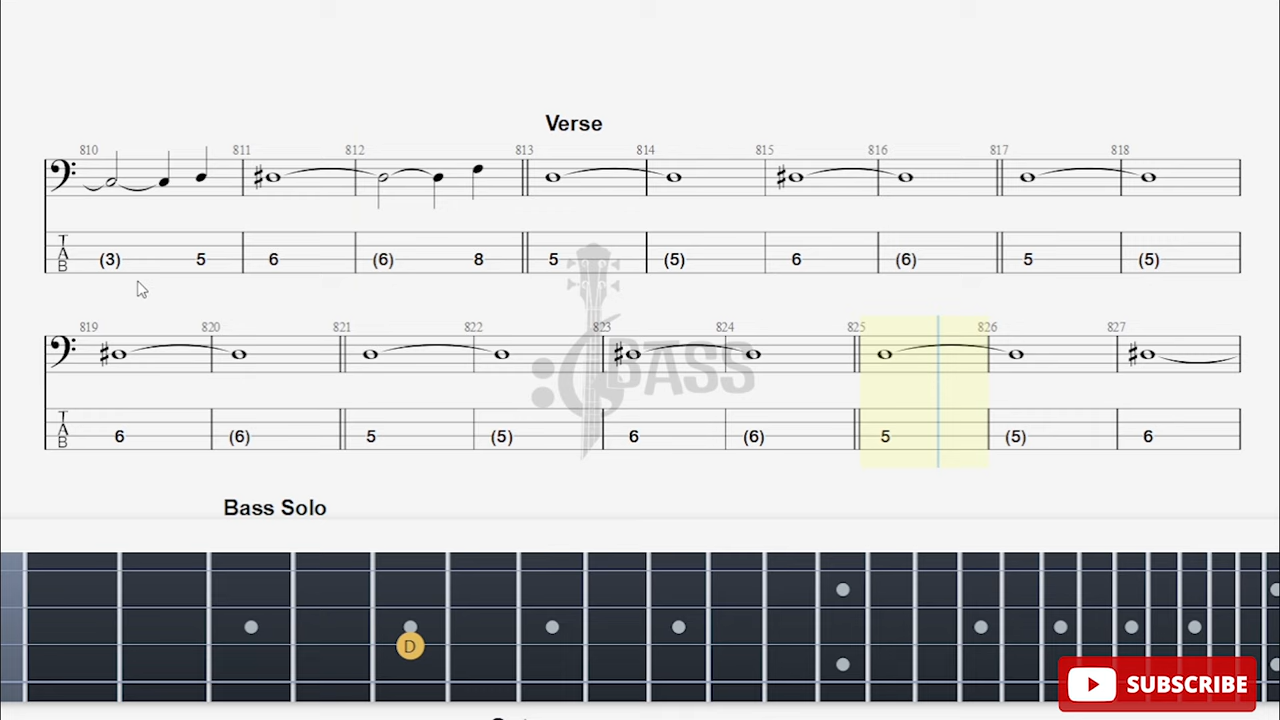 Verse
810 811 812 813 814 815 816 817 818
T
A
B
(3) 5 6 (6) 8 5 (5) 6 (6) 5 (5)
819 820 821 822 823 824 825 826 827
BASS
T
A
B
6 (6) 5 (5) 6 (6) 5 (5) 6
Bass Solo
D
SUBSCRIBE